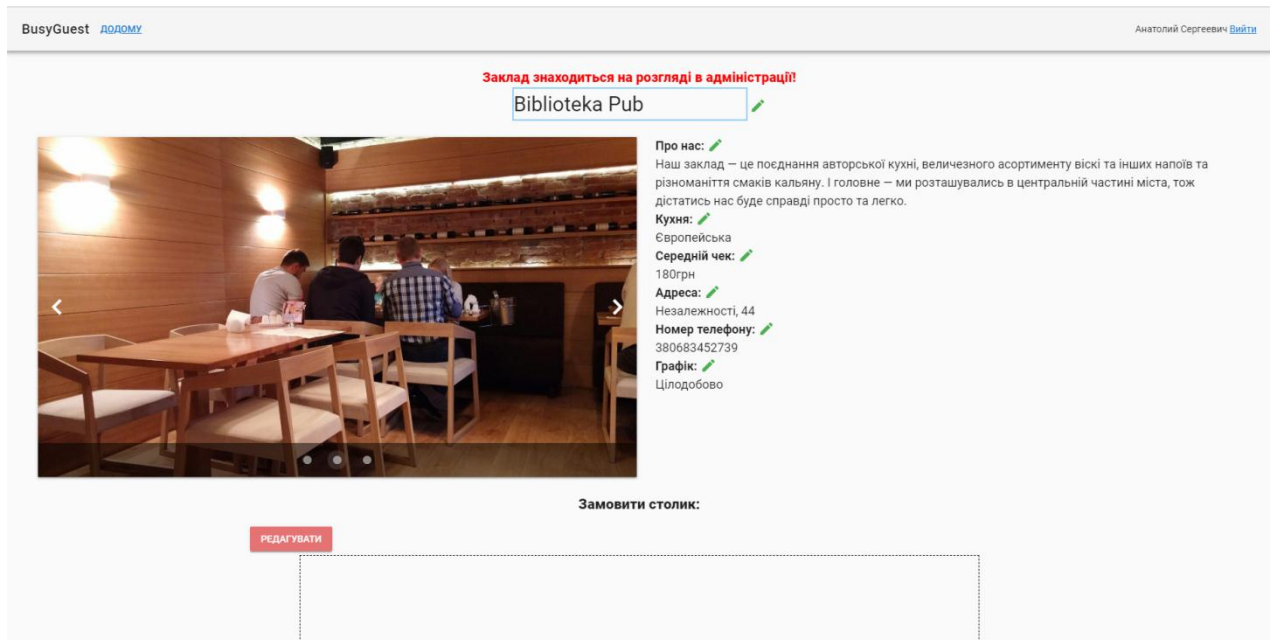 BusyGuest ДОДОМУ
Анатолий Сергеевич Вийти
Заклад знаходиться на розгляді в адміністрації!
Biblioteka Pub
Про нас:
Наш заклад — це поєднання авторської кухні, величезного асортименту віскі та інших напоїв та
різноманіття смаків кальяну. І головне — ми розташувались в центральній частині міста, тож
дістатись нас буде справді просто та легко.
Кухня:
Європейська
Середній чек:
180грн
Адреса:
Незалежності, 44
Номер телефону:
380683452739
Графік:
Цілодобово
Замовити столик:
РЕДАГУВАТИ